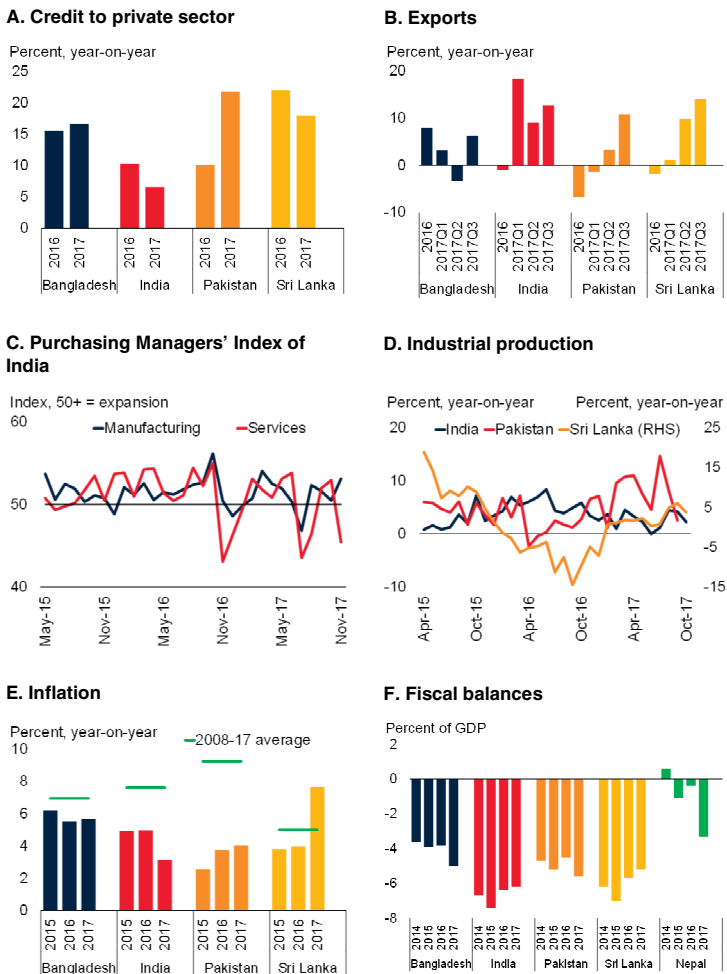 A. Credit to private sector
Percent, year-on-year
25
20
15
10
5
0
2016
2017
2016
2017
2016
2017
2016
2017
Bangladesh India Pakistan Sri Lanka
B. Exports
Percent, year-on-year
20
10
0
-10
2016
2017Q1
2017Q2
2017Q3
2016
2017Q1
2017Q2
2017Q3
2016
2017Q1
2017Q2
2017Q3
2016
2017Q1
2017Q2
2017Q3
Bangladesh India Pakistan Sri Lanka
C. Purchasing Managers’ Index of
India
Index, 50+ = expansion
60
Manufacturing Services
50
40
May-15
Nov-15
May-16
Nov-16
May-17
Nov-17
D. Industrial production
Percent, year-on-year Percent, year-on-year
India Pakistan Sri Lanka (RHS)
20
10
0
-10
25
15
5
-5
-15
Apr-15
Oct-15
Apr-16
Oct-16
Apr-17
Oct-17
E. Inflation
Percent, year-on-year
2008-17 average
10
8
6
4
2
0
2015
2016
2017
2015
2016
2017
2015
2016
2017
2015
2016
2017
Bangladesh India Pakistan Sri Lanka
F. Fiscal balances
Percent of GDP
2
0
-2
-4
-6
-8
2014
2015
2016
2017
2014
2015
2016
2017
2014
2015
2016
2017
2014
2015
2016
2017
2014
2015
2016
2017
Bangladesh India Pakistan Sri Lanka Nepal